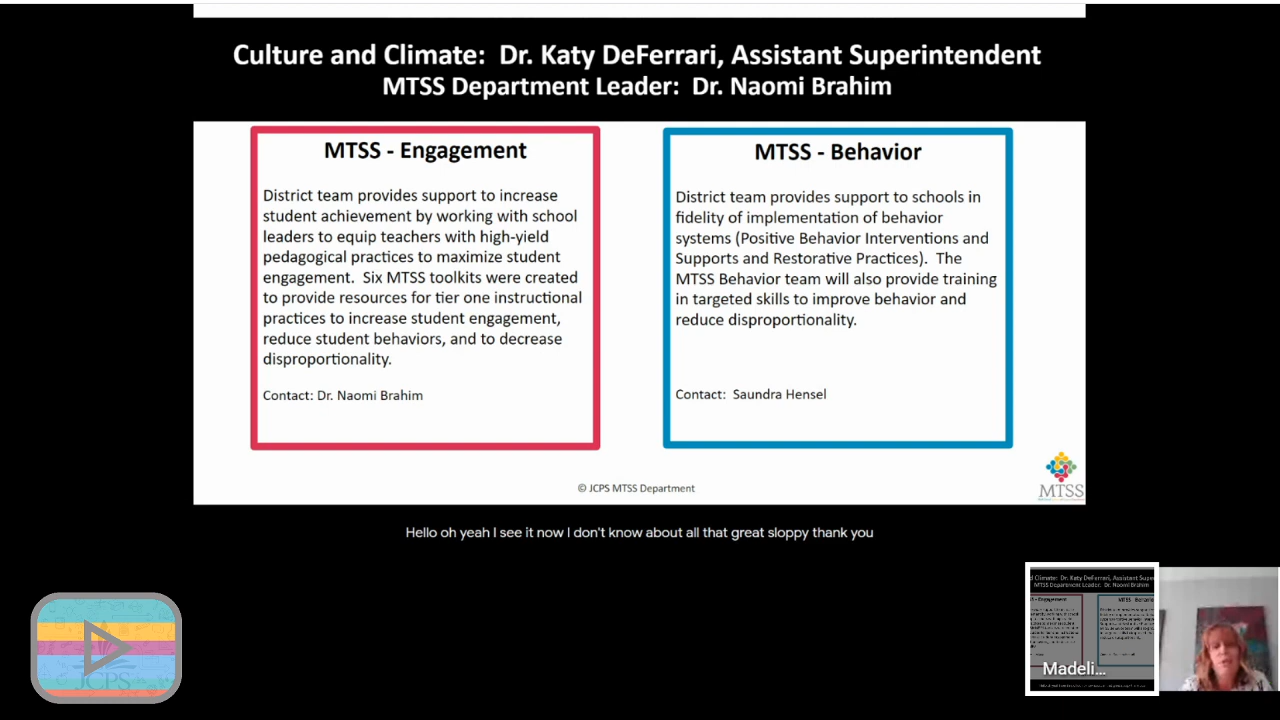 Culture and Climate:  Dr. Katy DeFerrari, Assistant Superintendent
MTSS Department Leader:  Dr. Naomi Brahim
MTSS - Engagement
District team provides support to increase
student achievement by working with school
leaders to equip teachers with high-yield
pedagogical practices to maximize student
engagement.  Six MTSS toolkits were created
to provide resources for tier one instructional
practices to increase student engagement,
reduce student behaviors, and to decrease
disproportionality.
Contact: Dr. Naomi Brahim
MTSS - Behavior
District team provides support to schools in
fidelity of implementation of behavior
systems (Positive Behavior Interventions and
Supports and Restorative Practices).  The
MTSS Behavior team will also provide training
in targeted skills to improve behavior and
reduce disproportionality.
Contact:  Saundra Hensel
© JCPS MTSS Department
MTSS
Hello oh yeah I see it now I don't know about all that great sloppy thank you
JCPS
Madeli...